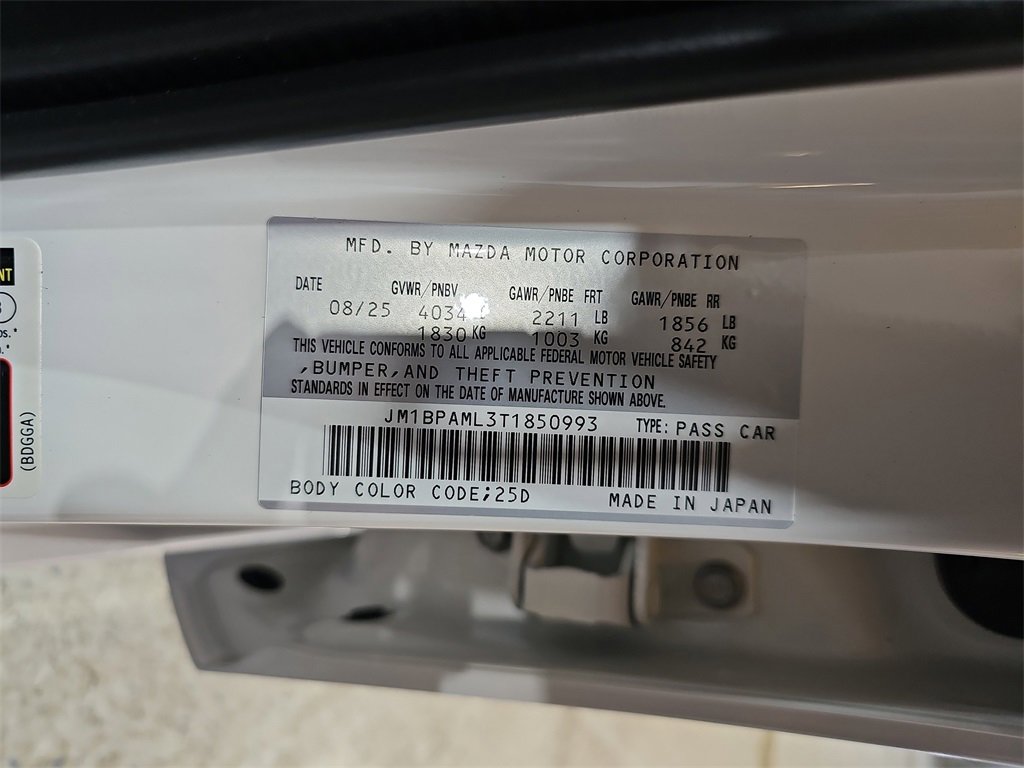 MFD. BY MAZDA MOTOR CORPORATION
DATE GVWR/PNBV GAWR/PNBE FRT GAWR/PNBE RR
08/25 4034 2211 LB 1856 LB
1830 KG 1003 KG 842 KG
THIS VEHICLE CONFORMS TO ALL APPLICABLE FEDERAL MOTOR VEHICLE SAFETY
,BUMPER,AND THEFT PREVENTION
STANDARDS IN EFFECT ON THE DATE OF MANUFACTURE SHOWN ABOVE.
JM1BPAML3T1850993 TYPE: PASS CAR
BODY COLOR CODE;25D MADE IN JAPAN
(BDGGA)